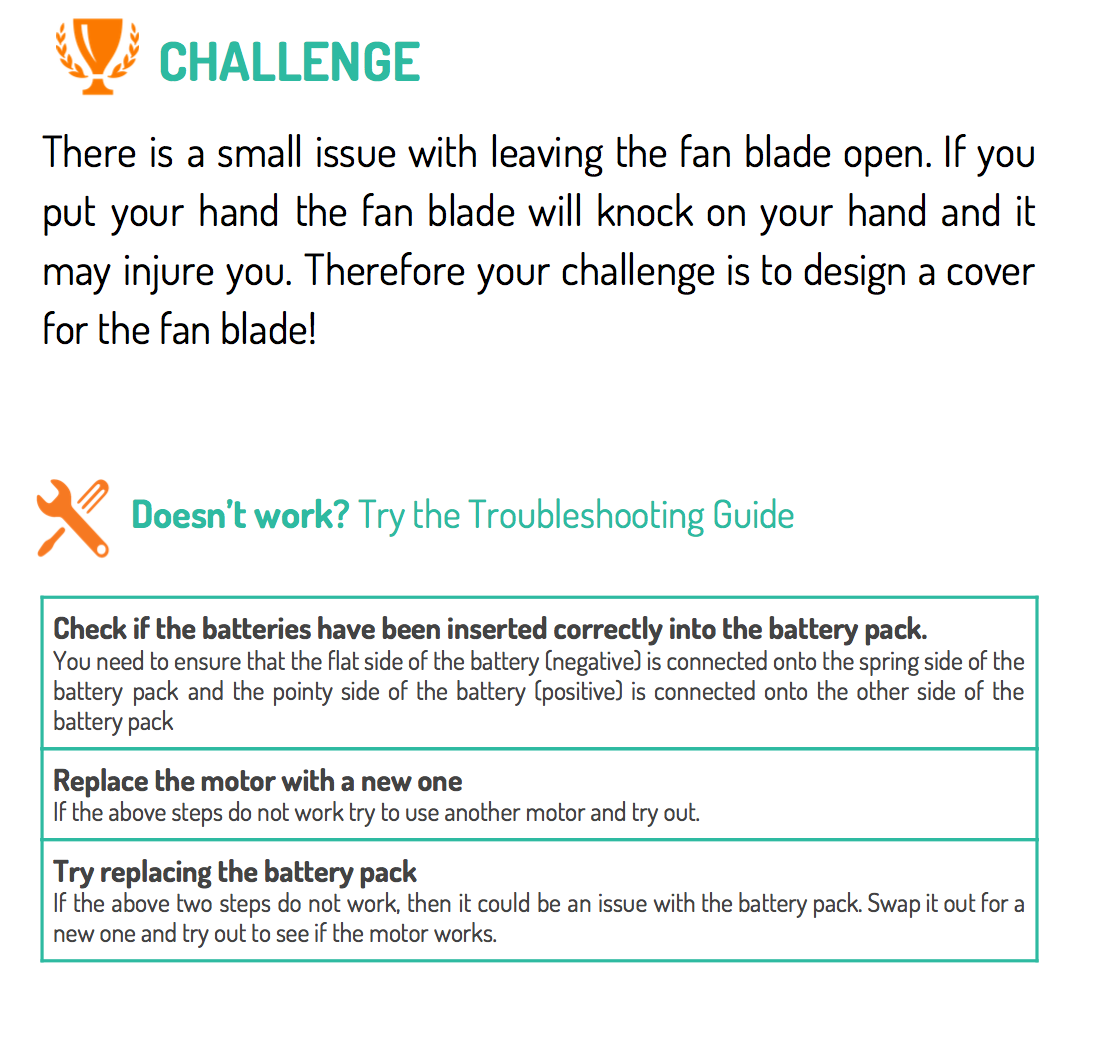 CHALLENGE
There is a small issue with leaving the fan blade open. If you
put your hand the fan blade will knock on your hand and it
may injure you. Therefore your challenge is to design a cover
for the fan blade!
Doesn't work? Try the Troubleshooting Guide
Check if the batteries have been inserted correctly into the battery pack.
You need to ensure that the flat side of the battery (negative) is connected onto the spring side of the
battery pack and the pointy side of the battery (positive) is connected onto the other side of the
battery pack
Replace the motor with a new one
If the above steps do not work try to use another motor and try out.
Try replacing the battery pack
If the above two steps do not work, then it could be an issue with the battery pack. Swap it out for a
new one and try out to see if the motor works.